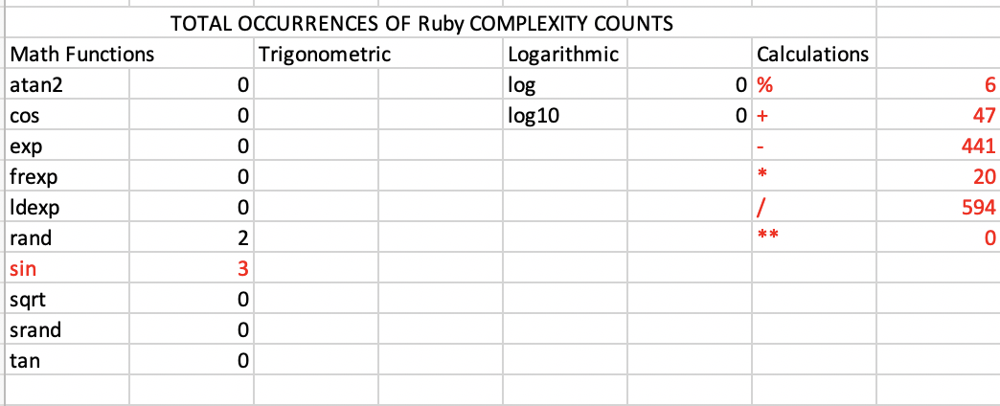 TOTAL OCCURRENCES OF Ruby COMPLEXITY COUNTS
Math Functions Trigonometric Logarithmic Calculations
atan2 0 log 0 % 6
cos 0 log10 0 + 47
exp 0 - 441
frexp 0 * 20
ldexp 0 / 594
rand 2 ** 0
sin 3
sqrt 0
srand 0
tan 0